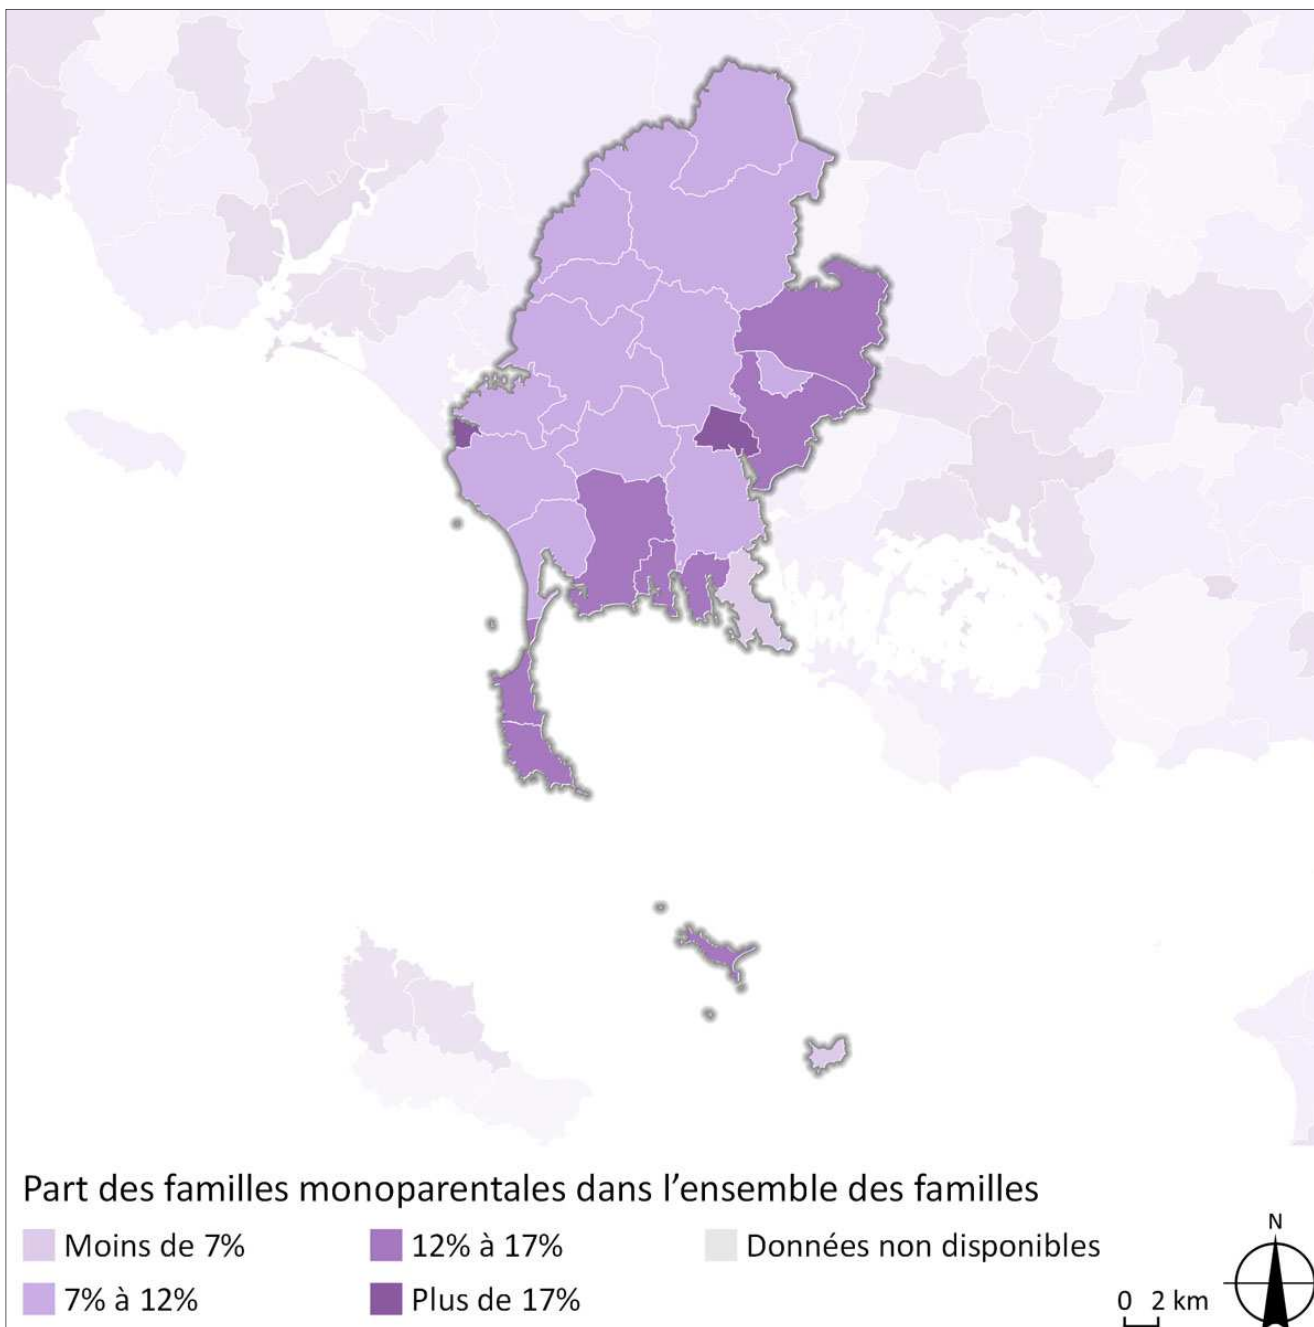 Part des familles monoparentales dans l’ensemble des familles
Moins de 7%
12% à 17%
Données non disponibles
7% à 12%
Plus de 17%
N
0 2 km